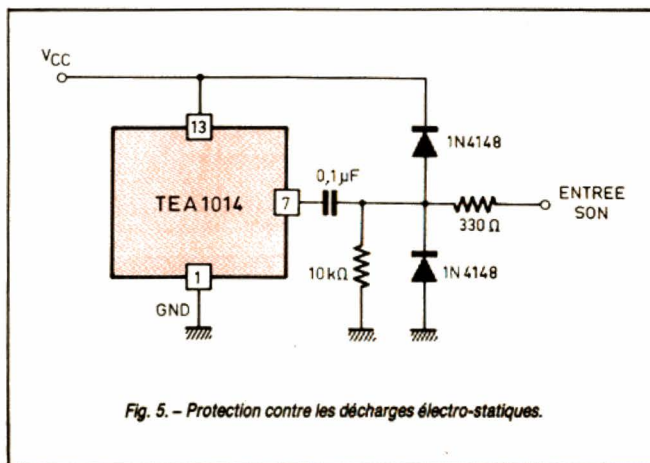 VCC
13
1N4148
0,1µF
TEA1014
7
ENTREE
SON
330Ω
10kΩ
1N4148
1
GND
Fig. 5. – Protection contre les décharges électro-statiques.